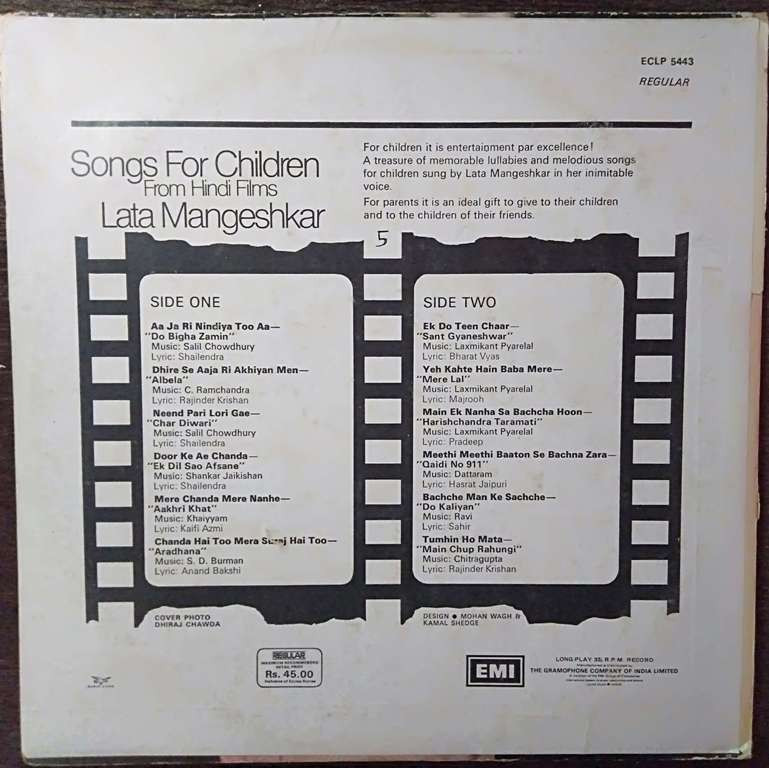 ECLP 5443
REGULAR
Songs For Children
From Hindi Films
Lata Mangeshkar
For children it is entertainment par excellence!
A treasure of memorable lullabies and melodious songs
for children sung by Lata Mangeshkar in her inimitable
voice.
For parents it is an ideal gift to give to their children
and to the children of their friends.
5
SIDE ONE
Aa Ja Ri Nindiya Too Aa—
"Do Bigha Zamin"
Music: Salil Chowdhury
Lyric: Shailendra
Dhire Se Aaja Ri Akhiyan Men—
"Albela"
Music: C. Ramchandra
Lyric: Rajinder Krishan
Neend Pari Lori Gae—
"Char Diwari"
Music: Salil Chowdhury
Lyric: Shailendra
Door Ke Ae Chanda—
"Ek Dil Sao Afsane"
Music: Shankar Jaikishan
Lyric: Shailendra
Mere Chanda Mere Nanhe—
"Aakhri Khat"
Music: Khaiyyam
Lyric: Kaifi Azmi
Chanda Hai Too Mera Suraj Hai Too—
"Aradhana"
Music: S. D. Burman
Lyric: Anand Bakshi
SIDE TWO
Ek Do Teen Chaar—
"Sant Gyaneshwar"
Music: Laxmikant Pyarelal
Lyric: Bharat Vyas
Yeh Kahte Hain Baba Mere—
"Mere Lal"
Music: Laxmikant Pyarelal
Lyric: Majrooh
Main Ek Nanha Sa Bachcha Hoon—
"Harishchandra Taramati"
Music: Laxmikant Pyarelal
Lyric: Pradeep
Meethi Meethi Baaton Se Bachna Zara—
"Qaidi No 911"
Music: Dattaram
Lyric: Hasrat Jaipuri
Bachche Man Ke Sachche—
"Do Kaliyan"
Music: Ravi
Lyric: Sahir
Tumhin Ho Mata—
"Main Chup Rahungi"
Music: Chitragupta
Lyric: Rajinder Krishan
COVER PHOTO
DHIRAJ CHAWDA
DESIGN ● MOHAN WAGH &
KAMAL SHEDGE
REGULAR
MAXIMUM RECOMMENDED
RETAIL PRICE
Rs. 45.00
Inclusive of Excise Duties
EMI
LONG PLAY 33⅓ R.P.M. RECORD
THE GRAMOPHONE COMPANY OF INDIA LIMITED